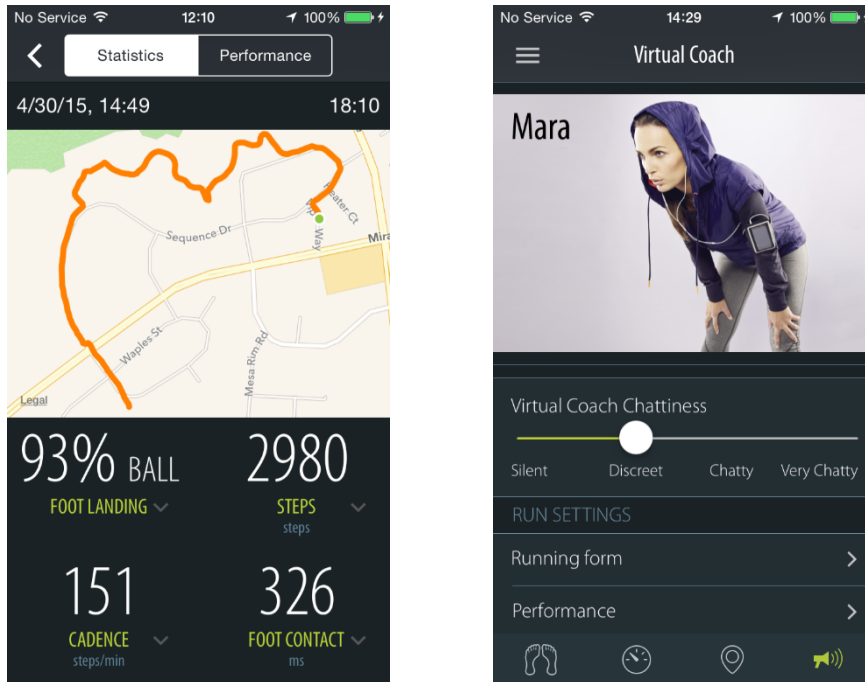 No Service 12:10 100%
Statistics Performance
4/30/15, 14:49 18:10
Heater Ct
Sequence Dr
Way
Mira
Waples St
Mesa Rim Rd
Legal
93% BALL 2980
FOOT LANDING STEPS
steps
151 326
CADENCE FOOT CONTACT
steps/min ms
No Service 14:29 100%
Virtual Coach
Mara
Virtual Coach Chattiness
Silent Discreet Chatty Very Chatty
RUN SETTINGS
Running form
Performance